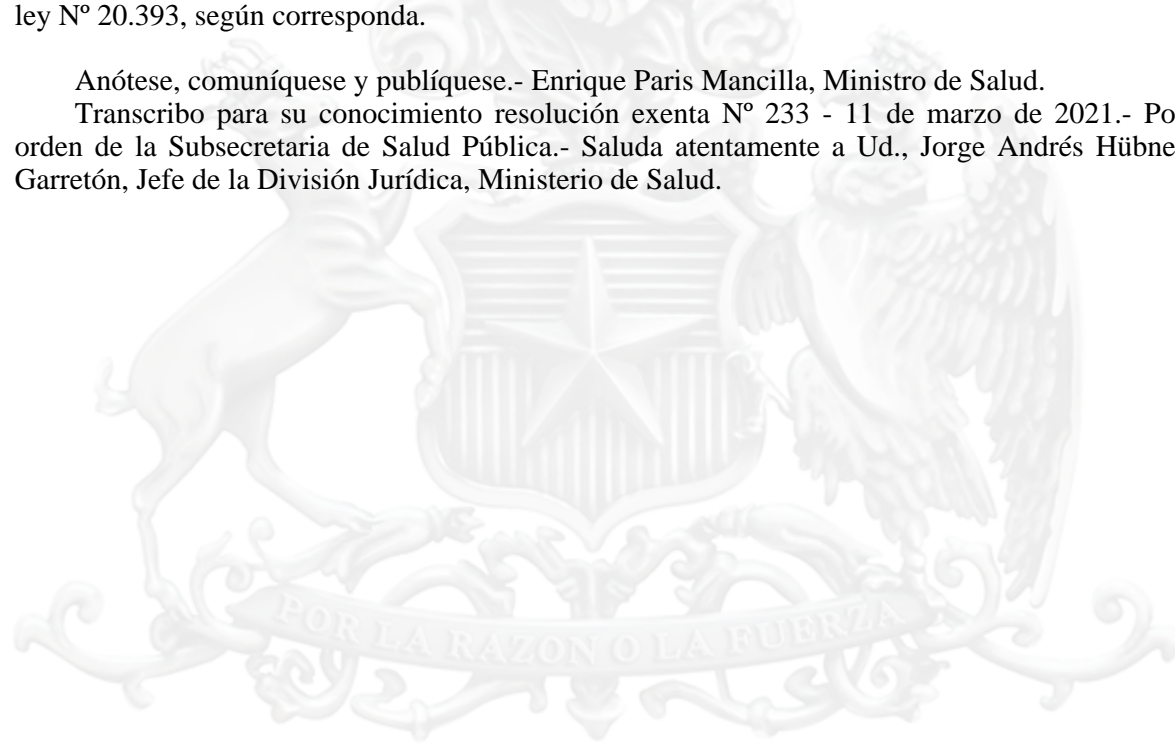 ley Nº 20.393, según corresponda.
Anótese, comuníquese y publíquese.- Enrique Paris Mancilla, Ministro de Salud.
Transcribo para su conocimiento resolución exenta Nº 233 - 11 de marzo de 2021.- Po
orden de la Subsecretaria de Salud Pública.- Saluda atentamente a Ud., Jorge Andrés Hübne
Garretón, Jefe de la División Jurídica, Ministerio de Salud.
POR LA RAZON O LA FUERZA